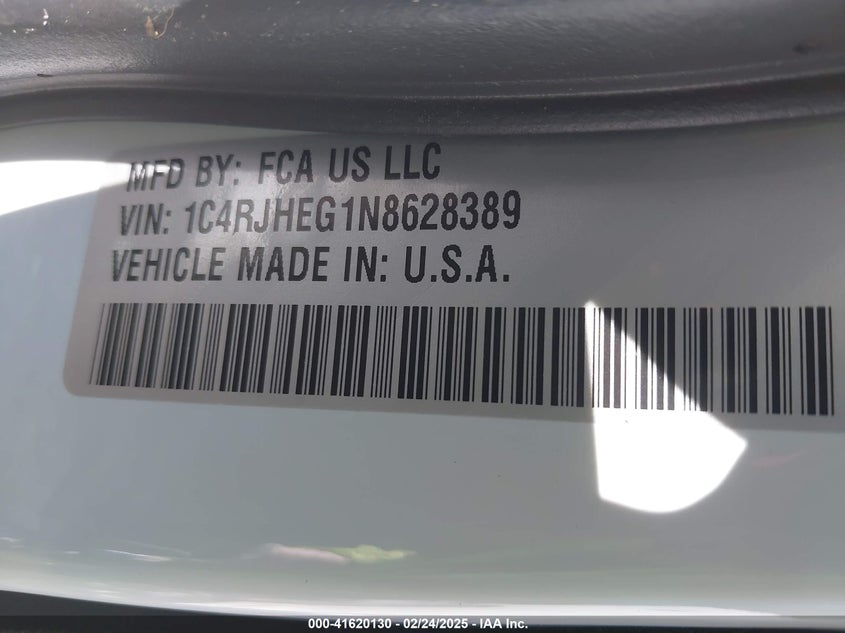 MFD BY: FCA US LLC
VIN: 1C4RJHEG1N8628389
VEHICLE MADE IN: U.S.A.
000-41620130 - 02/24/2025 - IAA Inc.